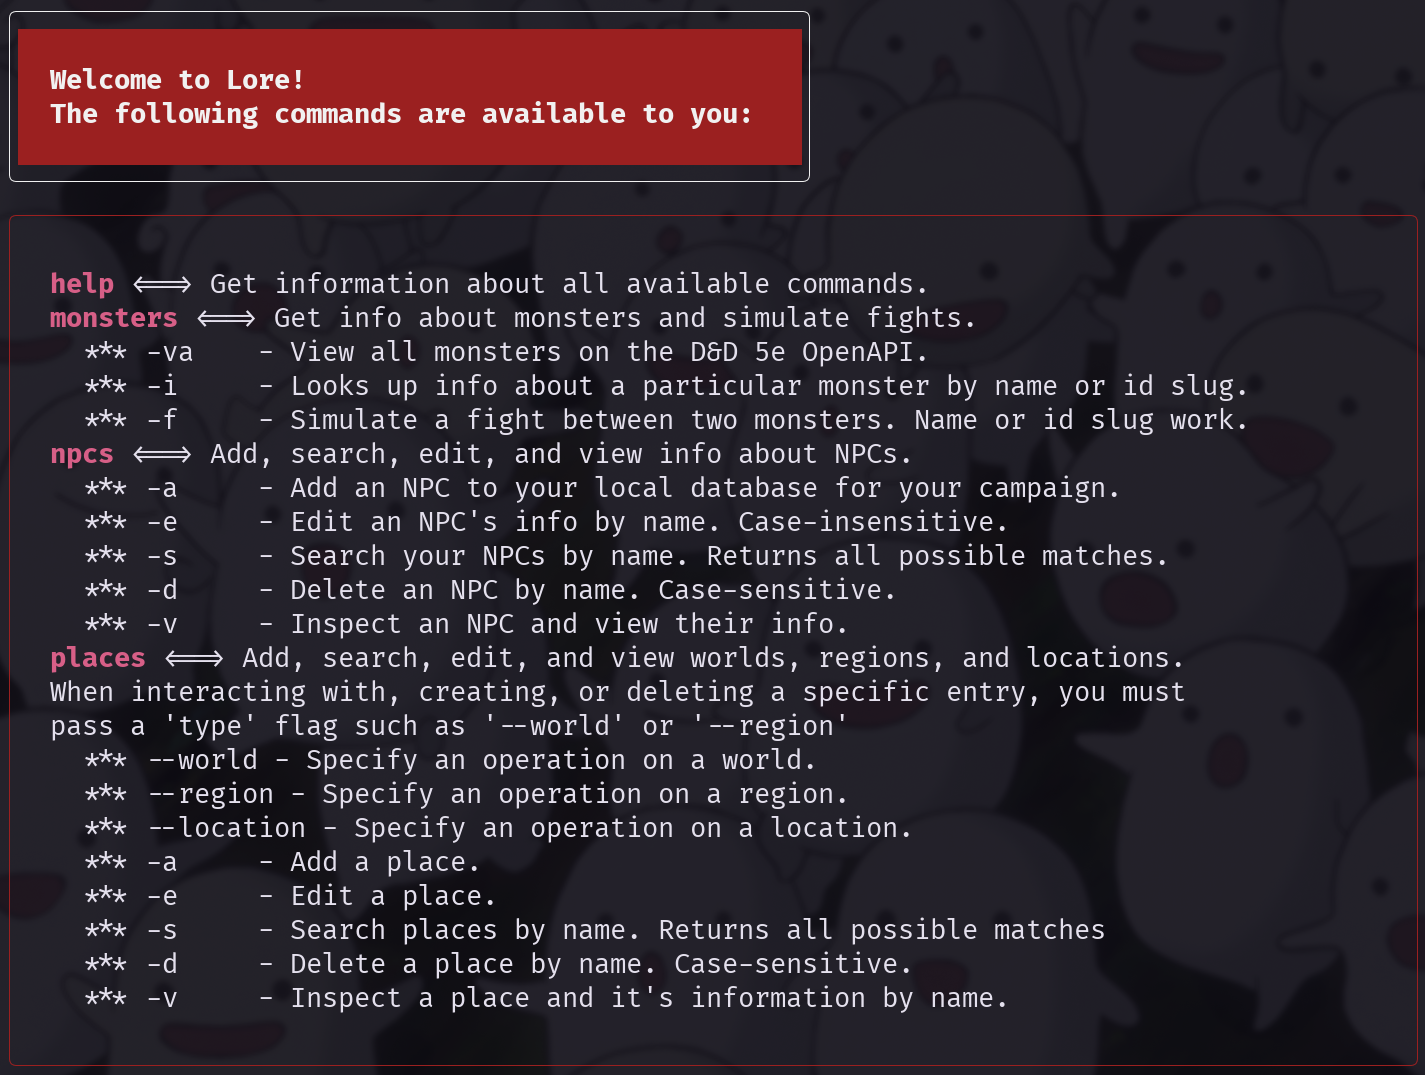 Welcome to Lore!
The following commands are available to you:
help <==> Get information about all available commands.
monsters <==> Get info about monsters and simulate fights.
*** -va - View all monsters on the D&D 5e OpenAPI.
*** -i - Looks up info about a particular monster by name or id slug.
*** -f - Simulate a fight between two monsters. Name or id slug work.
npcs <==> Add, search, edit, and view info about NPCs.
*** -a - Add an NPC to your local database for your campaign.
*** -e - Edit an NPC's info by name. Case-insensitive.
*** -s - Search your NPCs by name. Returns all possible matches.
*** -d - Delete an NPC by name. Case-sensitive.
*** -v - Inspect an NPC and view their info.
places <==> Add, search, edit, and view worlds, regions, and locations.
When interacting with, creating, or deleting a specific entry, you must
pass a 'type' flag such as '--world' or '--region'
*** --world - Specify an operation on a world.
*** --region - Specify an operation on a region.
*** --location - Specify an operation on a location.
*** -a - Add a place.
*** -e - Edit a place.
*** -s - Search places by name. Returns all possible matches
*** -d - Delete a place by name. Case-sensitive.
*** -v - Inspect a place and it's information by name.